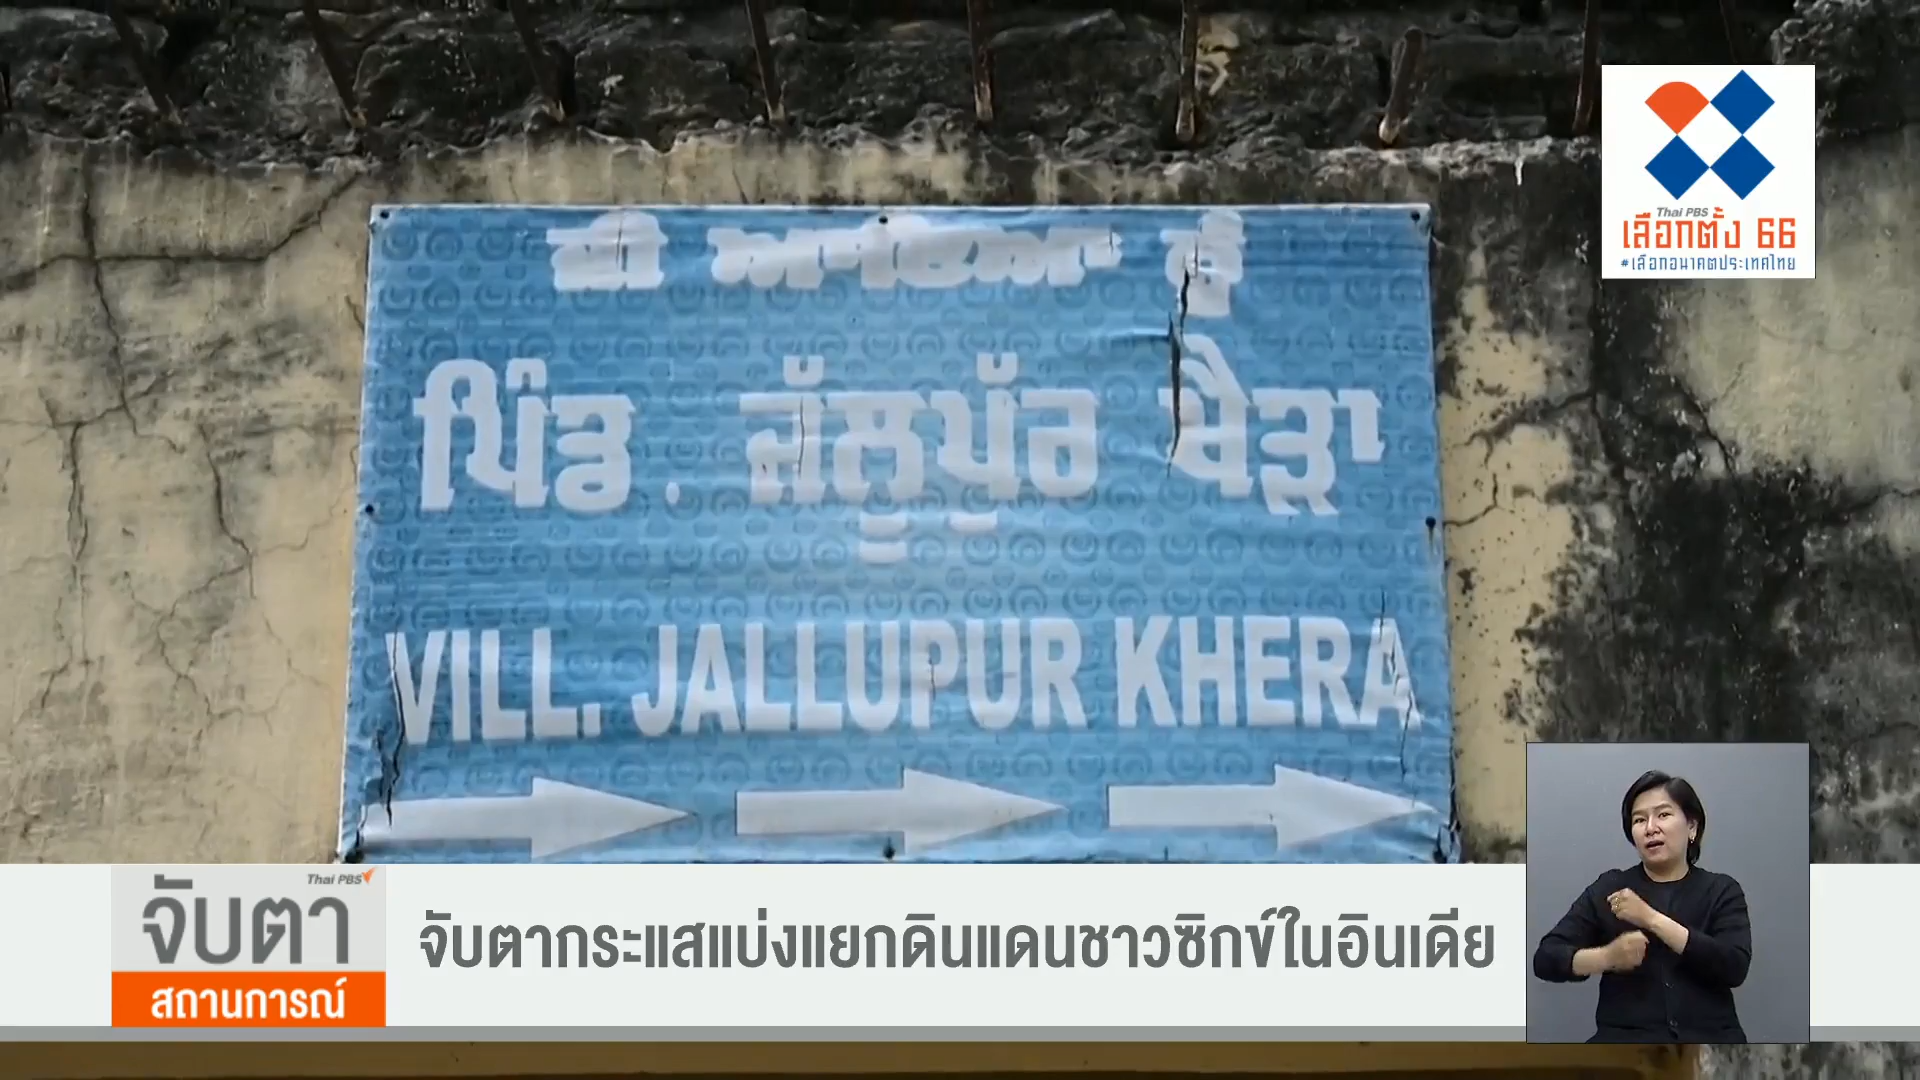 ਜੀ ਆਇਆਂ ਨੂੰ
ਪਿੰਡ . ਜੱਲੂਪੁੱਰ ਖੈੜਾ
VILL. JALLUPUR KHERA
Thai PBS
เลือกตั้ง 66
#เลือกอนาคตประเทศไทย
Thai PBS
จับตา
สถานการณ์
จับตากระแสแบ่งแยกดินแดนชาวซิกข์ในอินเดีย